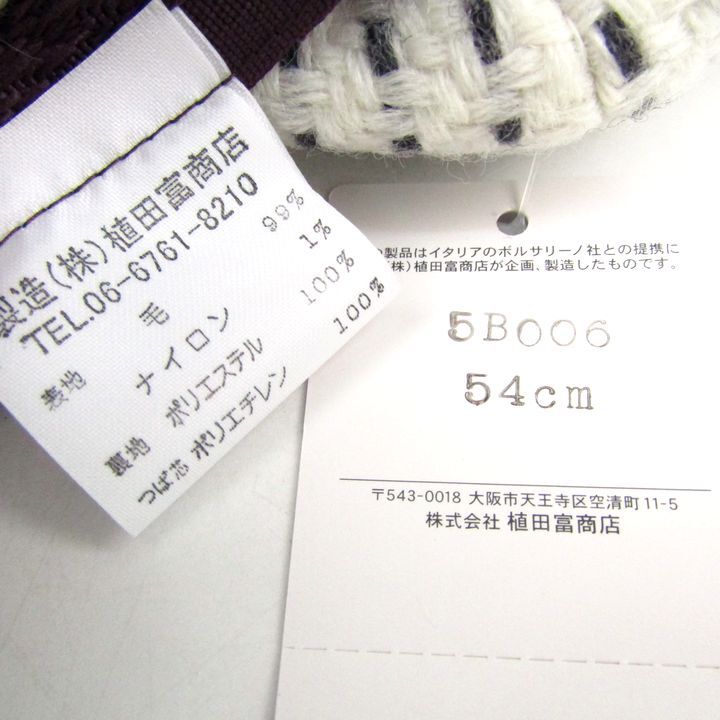 製造(株)植田富商店
TEL.06-6761-8210
表地 毛 99%
ナイロン 1%
裏地 ポリエステル 100%
つば芯 ポリエチレン 100%
製品はイタリアのボルサリーノ社との提携に
株)植田富商店が企画、製造したものです。
5B006
54cm
〒543-0018 大阪市天王寺区空清町11-5
株式会社 植田富商店